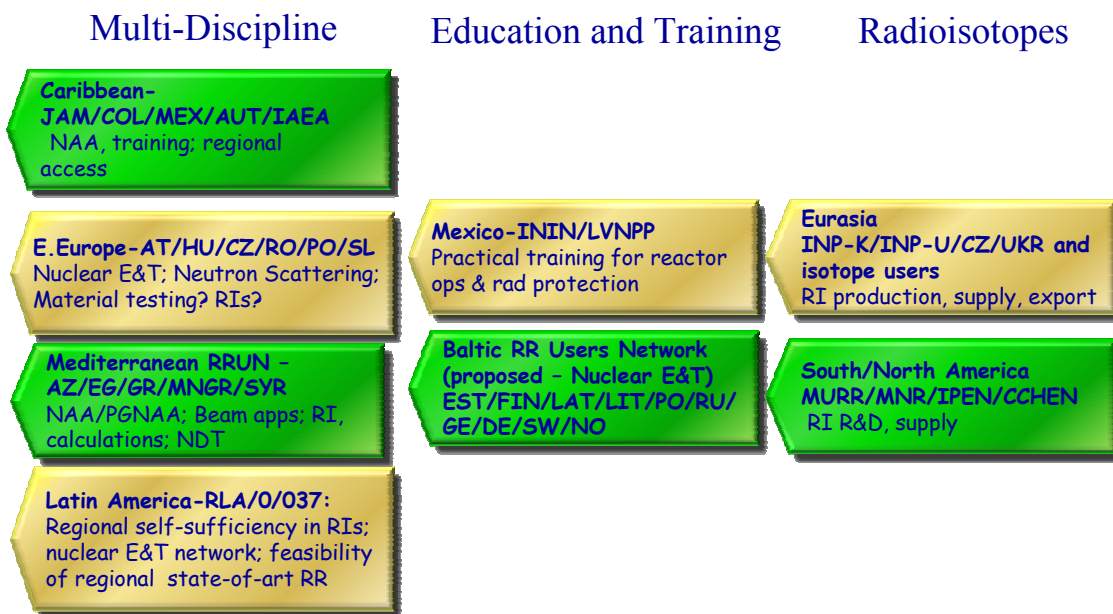 Multi-Discipline
Education and Training
Radioisotopes
Caribbean-
JAM/COL/MEX/AUT/IAEA
NAA, training; regional
access
E.Europe-AT/HU/CZ/RO/PO/SL
Nuclear E&T; Neutron Scattering;
Material testing? RIs?
Mediterranean RRUN –
AZ/EG/GR/MNGR/SYR
NAA/PGNAA; Beam apps; RI,
calculations; NDT
Latin America-RLA/0/037:
Regional self-sufficiency in RIs;
nuclear E&T network; feasibility
of regional state-of-art RR
Mexico-ININ/LVNPP
Practical training for reactor
ops & rad protection
Baltic RR Users Network
(proposed – Nuclear E&T)
EST/FIN/LAT/LIT/PO/RU/
GE/DE/SW/NO
Eurasia
INP-K/INP-U/CZ/UKR and
isotope users
RI production, supply, export
South/North America
MURR/MNR/IPEN/CCHEN
RI R&D, supply